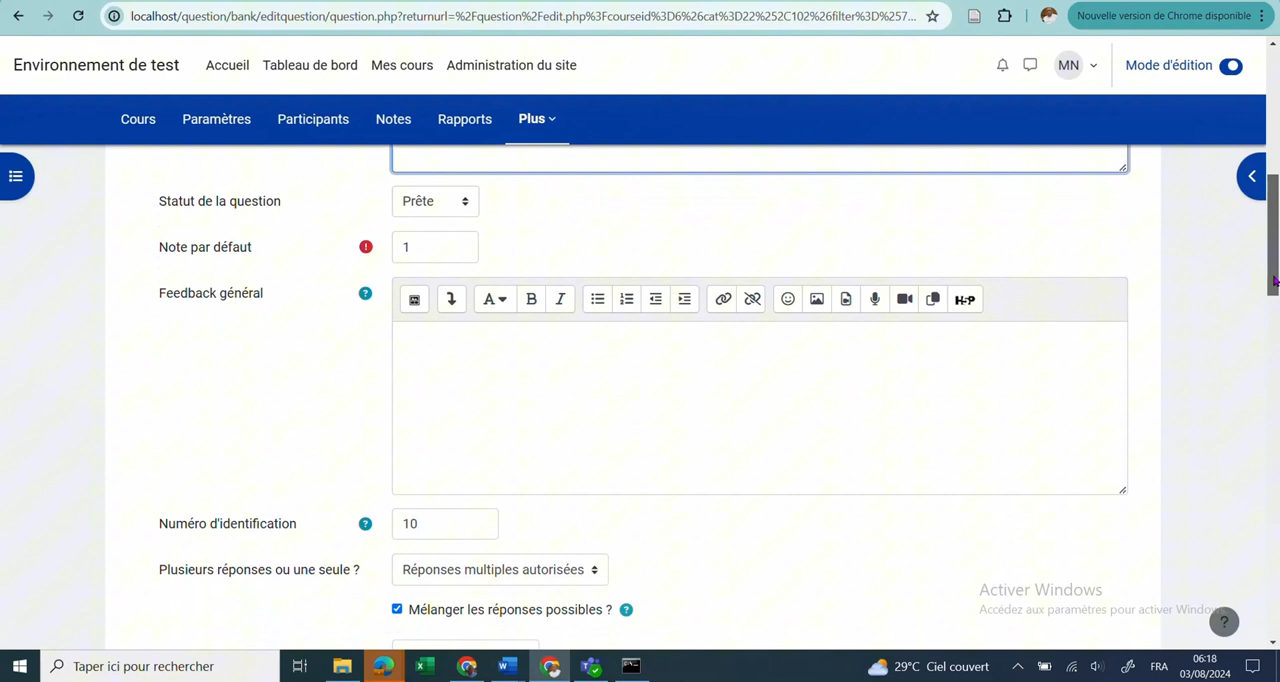 localhost/question/bank/editquestion/question.php?returnurl=%2Fquestion%2Fedit.php%3Fcourseid%3D6%26cat%3D22%252C102%26filter%3D%257...
Nouvelle version de Chrome disponible
Environnement de test
Accueil
Tableau de bord
Mes cours
Administration du site
MN
Mode d'édition
Cours
Paramètres
Participants
Notes
Rapports
Plus
Statut de la question
Prête
Note par défaut
1
Feedback général
A
B
I
H5P
Numéro d'identification
10
Plusieurs réponses ou une seule ?
Réponses multiples autorisées
Mélanger les réponses possibles ?
Activer Windows
Accédez aux paramètres pour activer Windows.
Taper ici pour rechercher
29°C Ciel couvert
FRA
06:18
03/08/2024